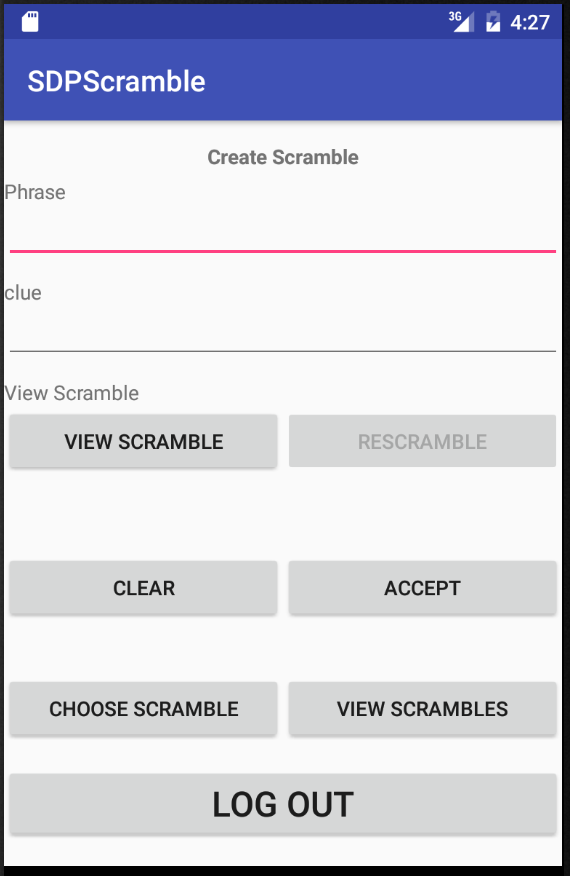 3G 4:27
SDPScramble
Create Scramble
Phrase
clue
View Scramble
VIEW SCRAMBLE RESCRAMBLE
CLEAR ACCEPT
CHOOSE SCRAMBLE VIEW SCRAMBLES
LOG OUT